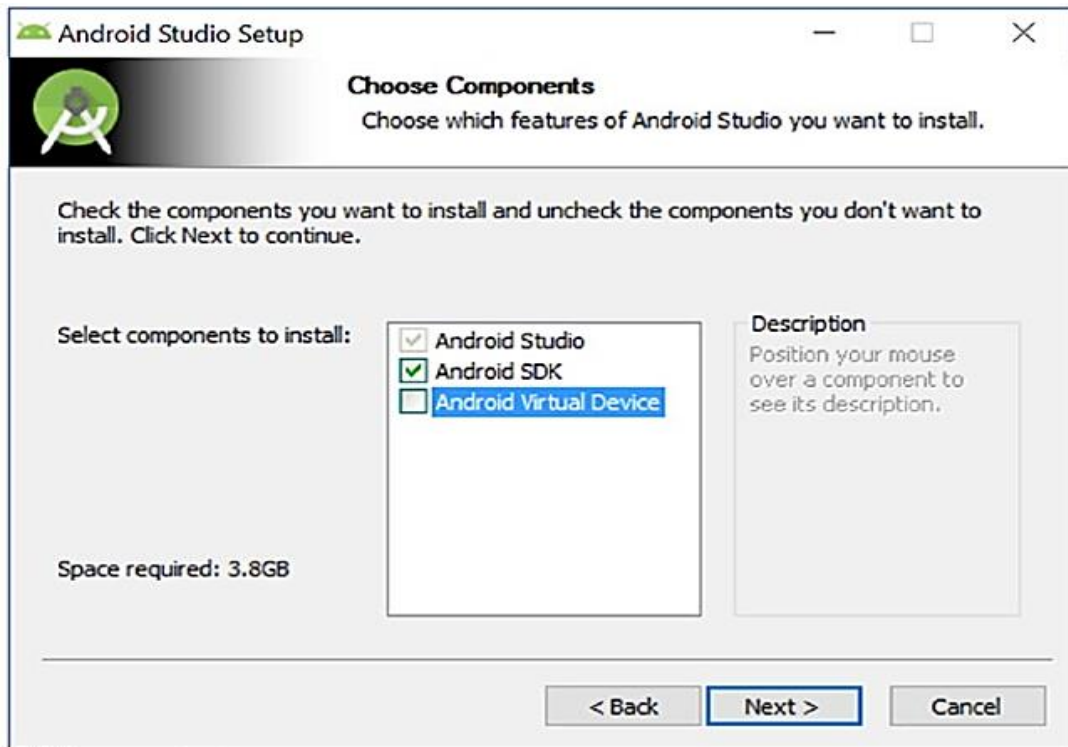 Android Studio Setup
Choose Components
Choose which features of Android Studio you want to install.
Check the components you want to install and uncheck the components you don't want to
install. Click Next to continue.
Select components to install:
Android Studio
Android SDK
Android Virtual Device
Description
Position your mouse
over a component to
see its description.
Space required: 3.8GB
< Back
Next >
Cancel